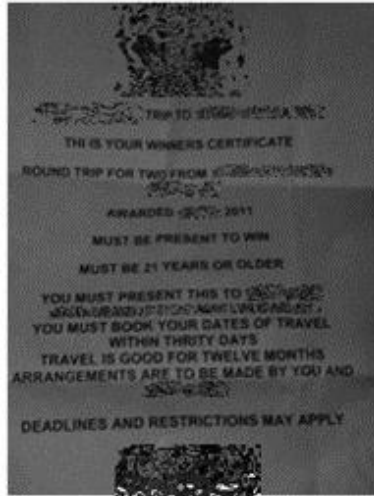 TRIP TO
THI IS YOUR WINNERS CERTIFICATE
ROUND TRIP FOR TWO FROM
AWARDED 2011
MUST BE PRESENT TO WIN
MUST BE 21 YEARS OR OLDER
YOU MUST PRESENT THIS TO
YOU MUST BOOK YOUR DATES OF TRAVEL
WITHIN THRITY DAYS
TRAVEL IS GOOD FOR TWELVE MONTHS
ARRANGEMENTS ARE TO BE MADE BY YOU AND
DEADLINES AND RESTRICTIONS MAY APPLY